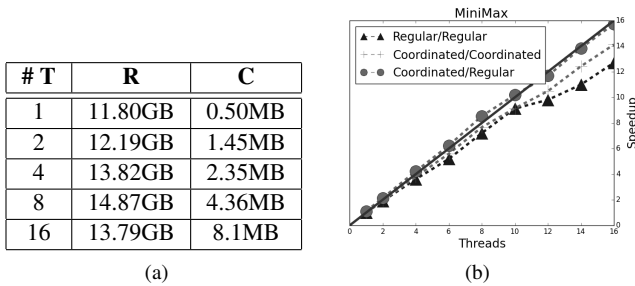 # T R C
1 11.80GB 0.50MB
2 12.19GB 1.45MB
4 13.82GB 2.35MB
8 14.87GB 4.36MB
16 13.79GB 8.1MB
(a)
MiniMax
Regular/Regular
Coordinated/Coordinated
Coordinated/Regular
16
14
12
10
8
6
4
2
0
Speedup
0 2 4 6 8 10 12 14 16
Threads
(b)